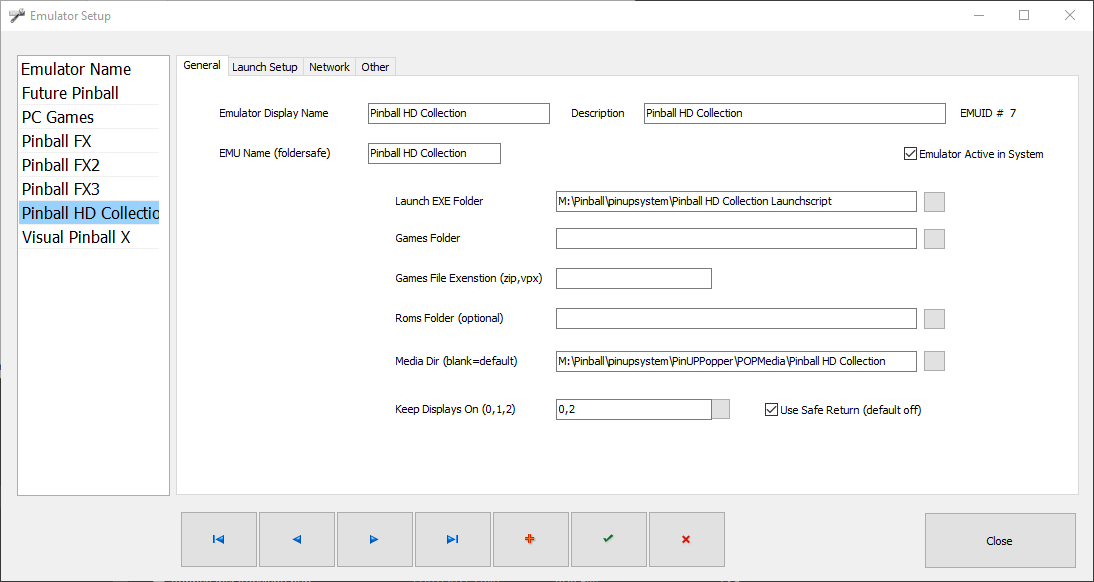 Emulator Setup
Emulator Name
Future Pinball
PC Games
Pinball FX
Pinball FX2
Pinball FX3
Pinball HD Collectio
Visual Pinball X
General Launch Setup Network Other
Emulator Display Name Pinball HD Collection Description Pinball HD Collection EMUID # 7
EMU Name (foldersafe) Pinball HD Collection Emulator Active in System
Launch EXE Folder M:\Pinball\pinupsystem\Pinball HD Collection Launchscript
Games Folder
Games File Exenstion (zip,vpx)
Roms Folder (optional)
Media Dir (blank=default) M:\Pinball\pinupsystem\PinUPPopper\POPMedia\Pinball HD Collection
Keep Displays On (0,1,2) 0,2 Use Safe Return (default off)
Close